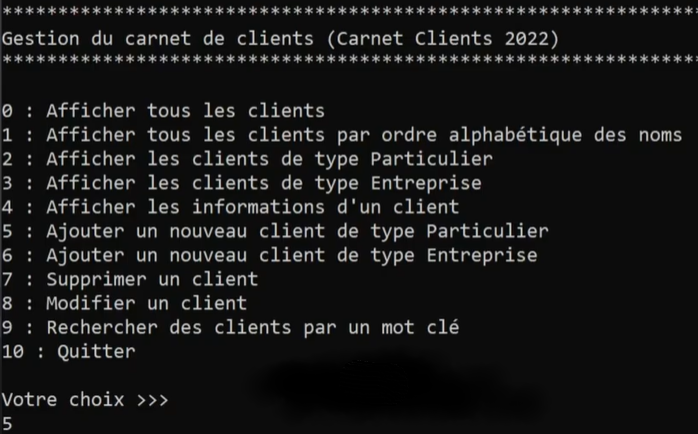 **************************************************************
Gestion du carnet de clients (Carnet Clients 2022)
**************************************************************
0 : Afficher tous les clients
1 : Afficher tous les clients par ordre alphabétique des noms
2 : Afficher les clients de type Particulier
3 : Afficher les clients de type Entreprise
4 : Afficher les informations d'un client
5 : Ajouter un nouveau client de type Particulier
6 : Ajouter un nouveau client de type Entreprise
7 : Supprimer un client
8 : Modifier un client
9 : Rechercher des clients par un mot clé
10 : Quitter
Votre choix >>>
5